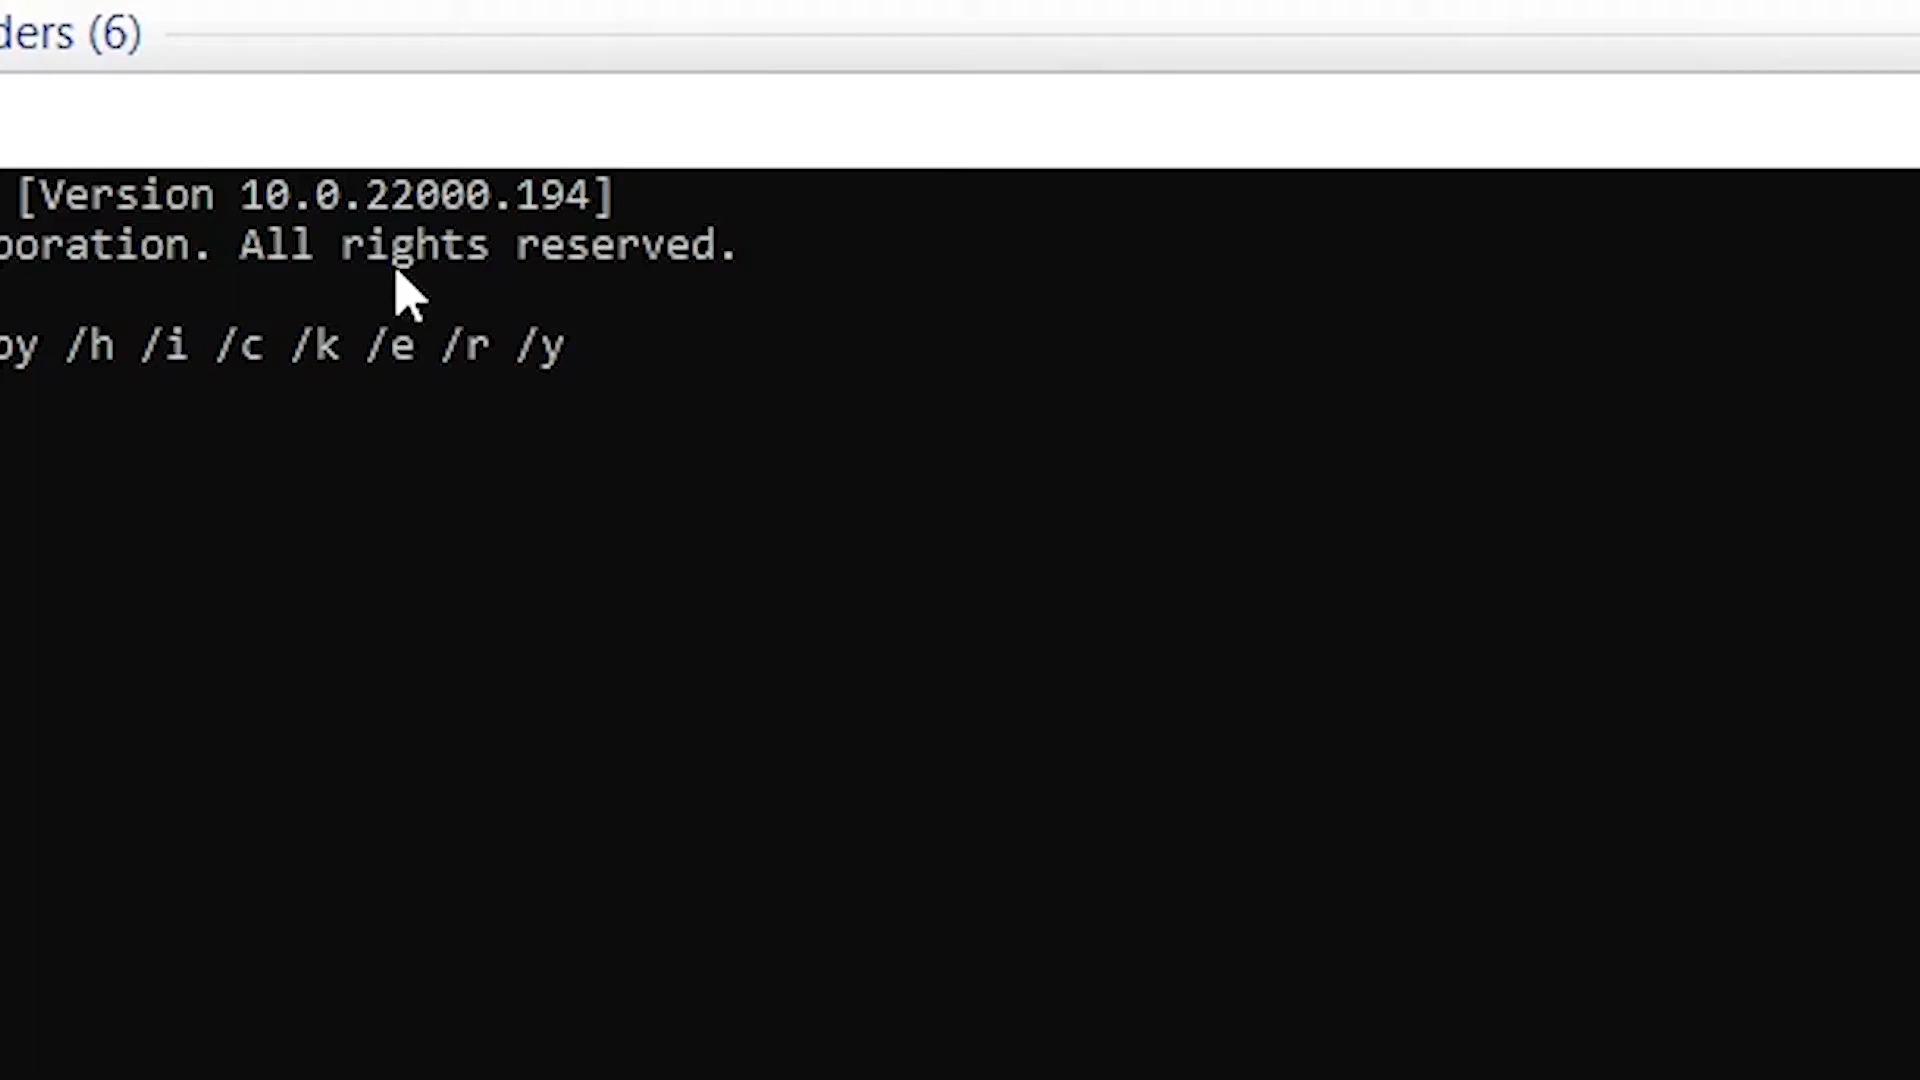 ders (6)
[Version 10.0.22000.194]
poration. All rights reserved.
py /h /i /c /k /e /r /y